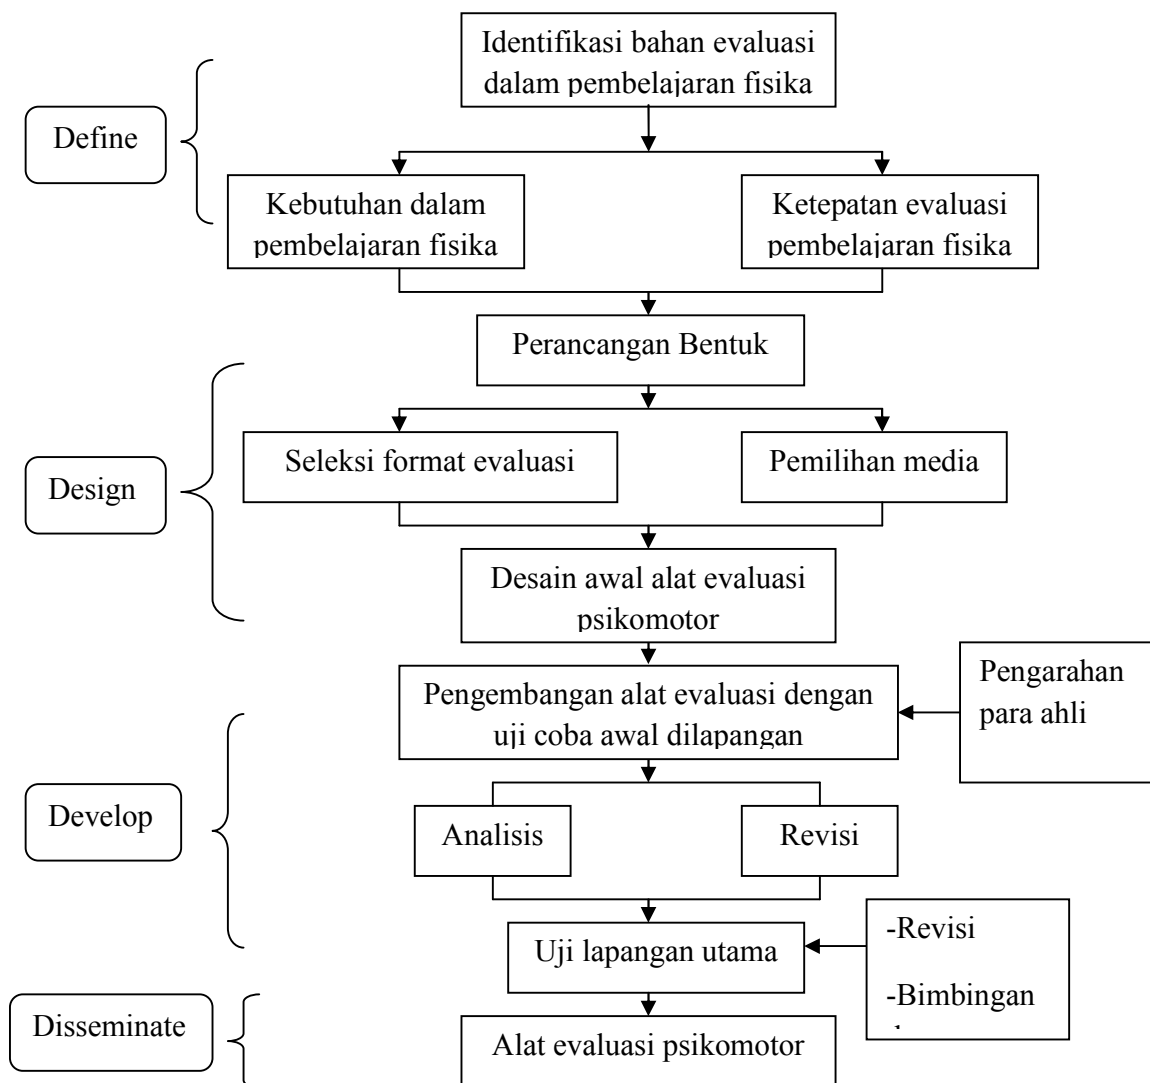 Identifikasi bahan evaluasi
dalam pembelajaran fisika
Define
Kebutuhan dalam
pembelajaran fisika
Ketepatan evaluasi
pembelajaran fisika
Perancangan Bentuk
Design
Seleksi format evaluasi
Pemilihan media
Desain awal alat evaluasi
psikomotor
Pengembangan alat evaluasi dengan
uji coba awal dilapangan
Pengarahan
para ahli
Develop
Analisis
Revisi
Uji lapangan utama
-Revisi
-Bimbingan
Disseminate
Alat evaluasi psikomotor